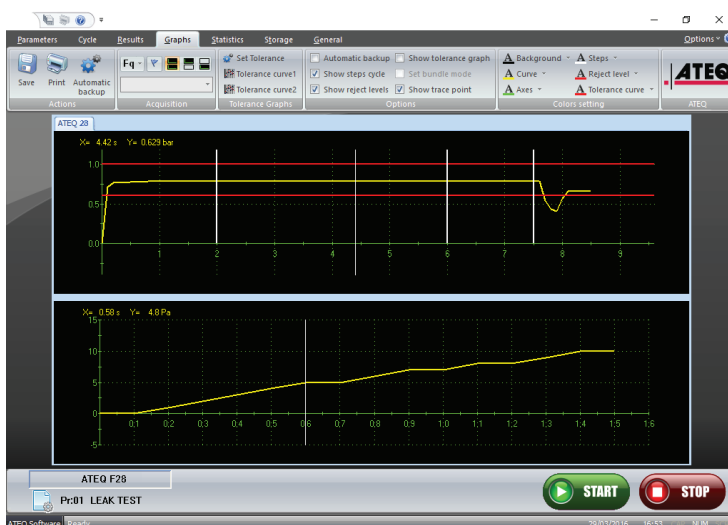 Parameters Cycle Results Graphs Statistics Storage General Options
Save Print Automatic backup
Actions
Fq
Acquisition
Set Tolerance
Tolerance curve1
Tolerance curve2
Tolerance Graphs
Automatic backup Show tolerance graph
Show steps cycle Set bundle mode
Show reject levels Show trace point
Options
A Background A Steps
A Curve A Reject level
A Axes A Tolerance curve
Colors setting
ATEQ
ATEQ
ATEQ 28
X= 4.42 s Y= 0.629 bar
1.0
0.5
0.0
1 2 3 4 5 6 7 8 9
X= 0.58 s Y= 4.8 Pa
15
10
5
0
-5
0.1 0.2 0.3 0.4 0.5 0.6 0.7 0.8 0.9 1.0 1.1 1.2 1.3 1.4 1.5 1.6
ATEQ F28
Pr:01 LEAK TEST
START STOP
ATEQ Software Ready 29/03/2016 16:53 NUM